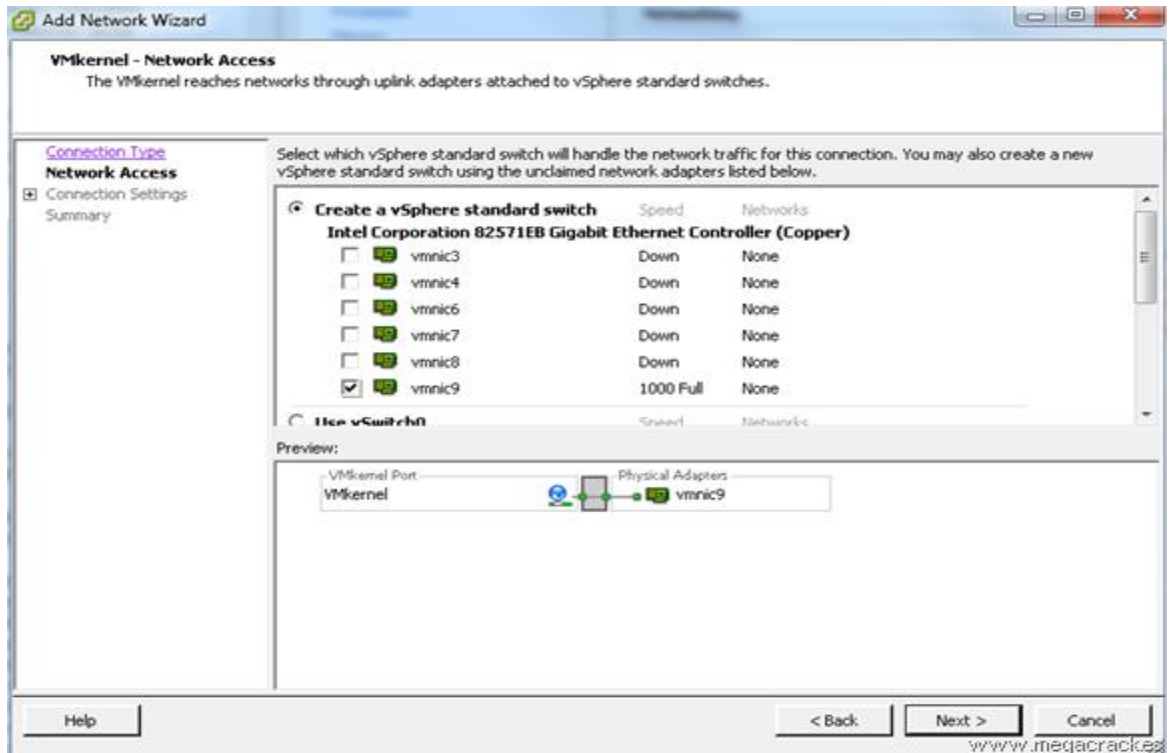 Add Network Wizard
VMkernel - Network Access
The VMkernel reaches networks through uplink adapters attached to vSphere standard switches.
Connection Type
Network Access
Connection Settings
Summary
Select which vSphere standard switch will handle the network traffic for this connection. You may also create a new
vSphere standard switch using the unclaimed network adapters listed below.
Create a vSphere standard switch Speed Networks
Intel Corporation 82571EB Gigabit Ethernet Controller (Copper)
vmnic3 Down None
vmnic4 Down None
vmnic6 Down None
vmnic7 Down None
vmnic8 Down None
vmnic9 1000 Full None
Use vSwitch0 Speed Networks
Preview:
VMkernel Port Physical Adapters
VMkernel vmnic9
Help < Back Next > Cancel
www.megacrack.es